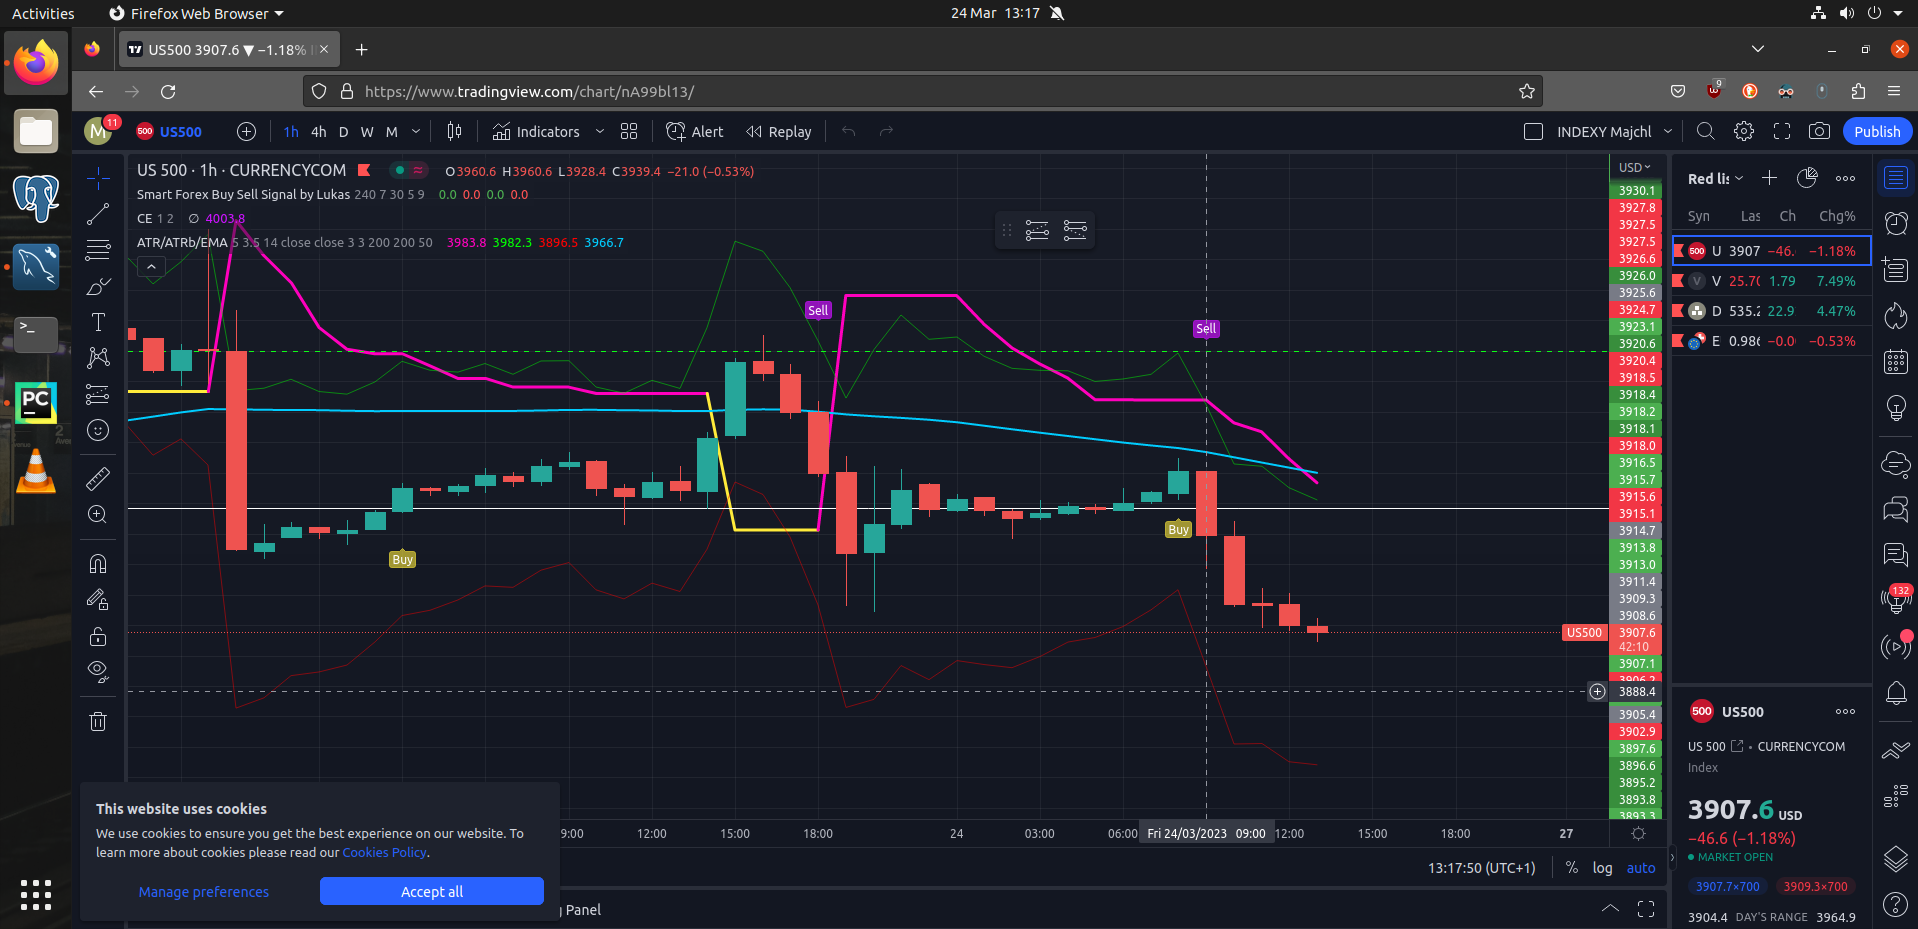 Activities
Firefox Web Browser
24 Mar 13:17
US500 3907.6 ▼ −1.18%
https://www.tradingview.com/chart/nA99bl13/
9
M
11
500
US500
1h
4h
D
W
M
Indicators
Alert
Replay
INDEXY Majchl
Publish
US 500 · 1h · CURRENCYCOM
O3960.6 H3960.6 L3928.4 C3939.4 −21.0 (−0.53%)
Smart Forex Buy Sell Signal by Lukas 240 7 30 5 9 0.0 0.0 0.0 0.0
CE 1 2 ∅ 4003.8
ATR/ATRb/EMA 5 3.5 14 close close 3 3 200 200 50 3983.8 3982.3 3896.5 3966.7
Sell
Sell
Buy
Buy
USD
3930.1
3927.8
3927.5
3927.5
3926.6
3926.0
3925.6
3924.7
3923.1
3920.6
3920.4
3918.5
3918.4
3918.2
3918.1
3918.0
3916.5
3915.7
3915.6
3915.1
3914.7
3913.8
3913.0
3911.4
3909.3
3908.6
US500
3907.6
42:10
3907.1
3906.2
3888.4
3905.4
3902.9
3897.6
3896.6
3895.2
3893.8
3893.3
9:00
12:00
15:00
18:00
24
03:00
06:00
Fri 24/03/2023 09:00
12:00
15:00
18:00
27
13:17:50 (UTC+1)
%
log
auto
Panel
Red lis
Syn
Las
Ch
Chg%
500 U 3907 −46. −1.18%
V V 25.70 1.79 7.49%
D 535.2 22.9 4.47%
E 0.986 −0.0 −0.53%
500 US500
US 500 • CURRENCYCOM
Index
3907.6 USD
−46.6 (−1.18%)
MARKET OPEN
3907.7×700
3909.3×700
3904.4 DAY'S RANGE 3964.9
132
This website uses cookies
We use cookies to ensure you get the best experience on our website. To
learn more about cookies please read our Cookies Policy.
Manage preferences
Accept all
PC